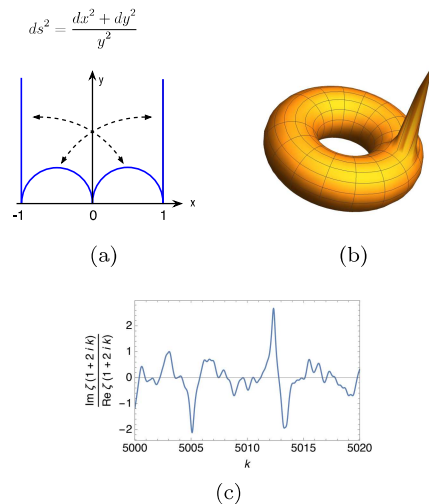 ds² = dx² + dy² / y²
y
-1 0 1 x
(a) (b)
Im ζ (1 + 2 i k) / Re ζ (1 + 2 i k)
2
1
0
-1
-2
5000 5005 5010 5015 5020
k
(c)